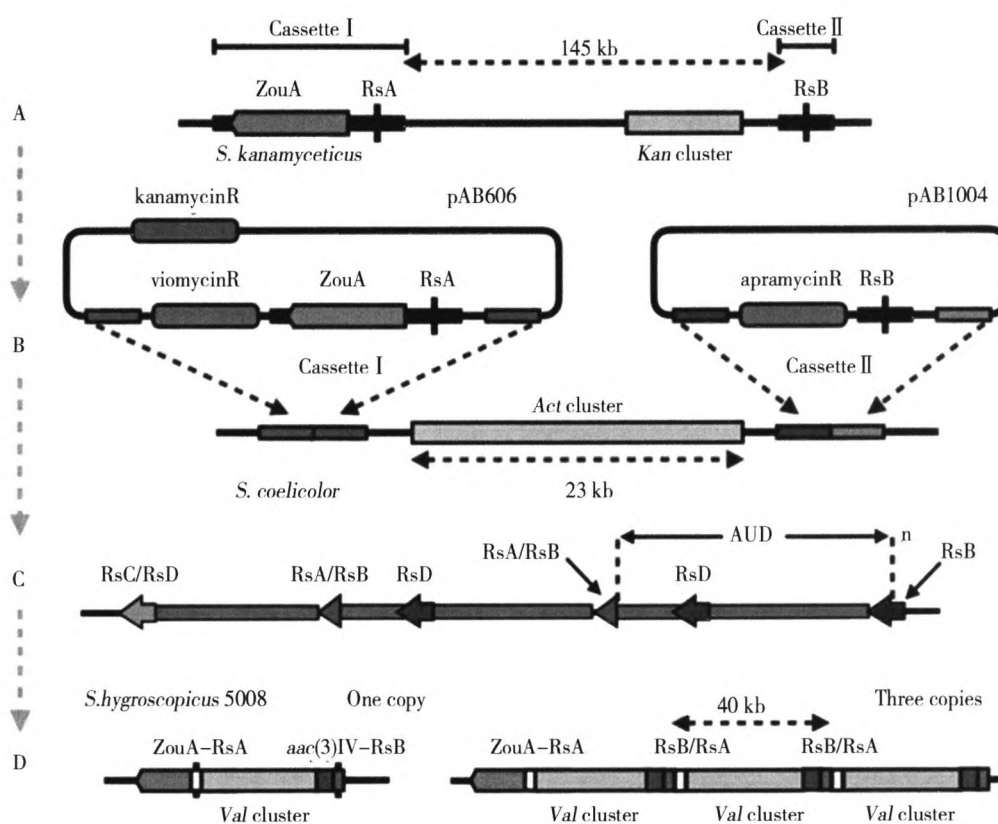 Cassette Ⅰ
Cassette Ⅱ
145 kb
ZouA
RsA
RsB
A
S. kanamyceticus
Kan cluster
kanamycinR
pAB606
pAB1004
viomycinR
ZouA
RsA
apramycinR
RsB
B
Cassette Ⅰ
Cassette Ⅱ
Act cluster
S. coelicolor
23 kb
AUD
n
RsA/RsB
RsB
C
RsC/RsD
RsA/RsB
RsD
RsD
S.hygroscopicus 5008
One copy
40 kb
Three copies
D
ZouA-RsA
aac(3)IV-RsB
ZouA-RsA
RsB/RsA
RsB/RsA
Val cluster
Val cluster
Val cluster
Val cluster